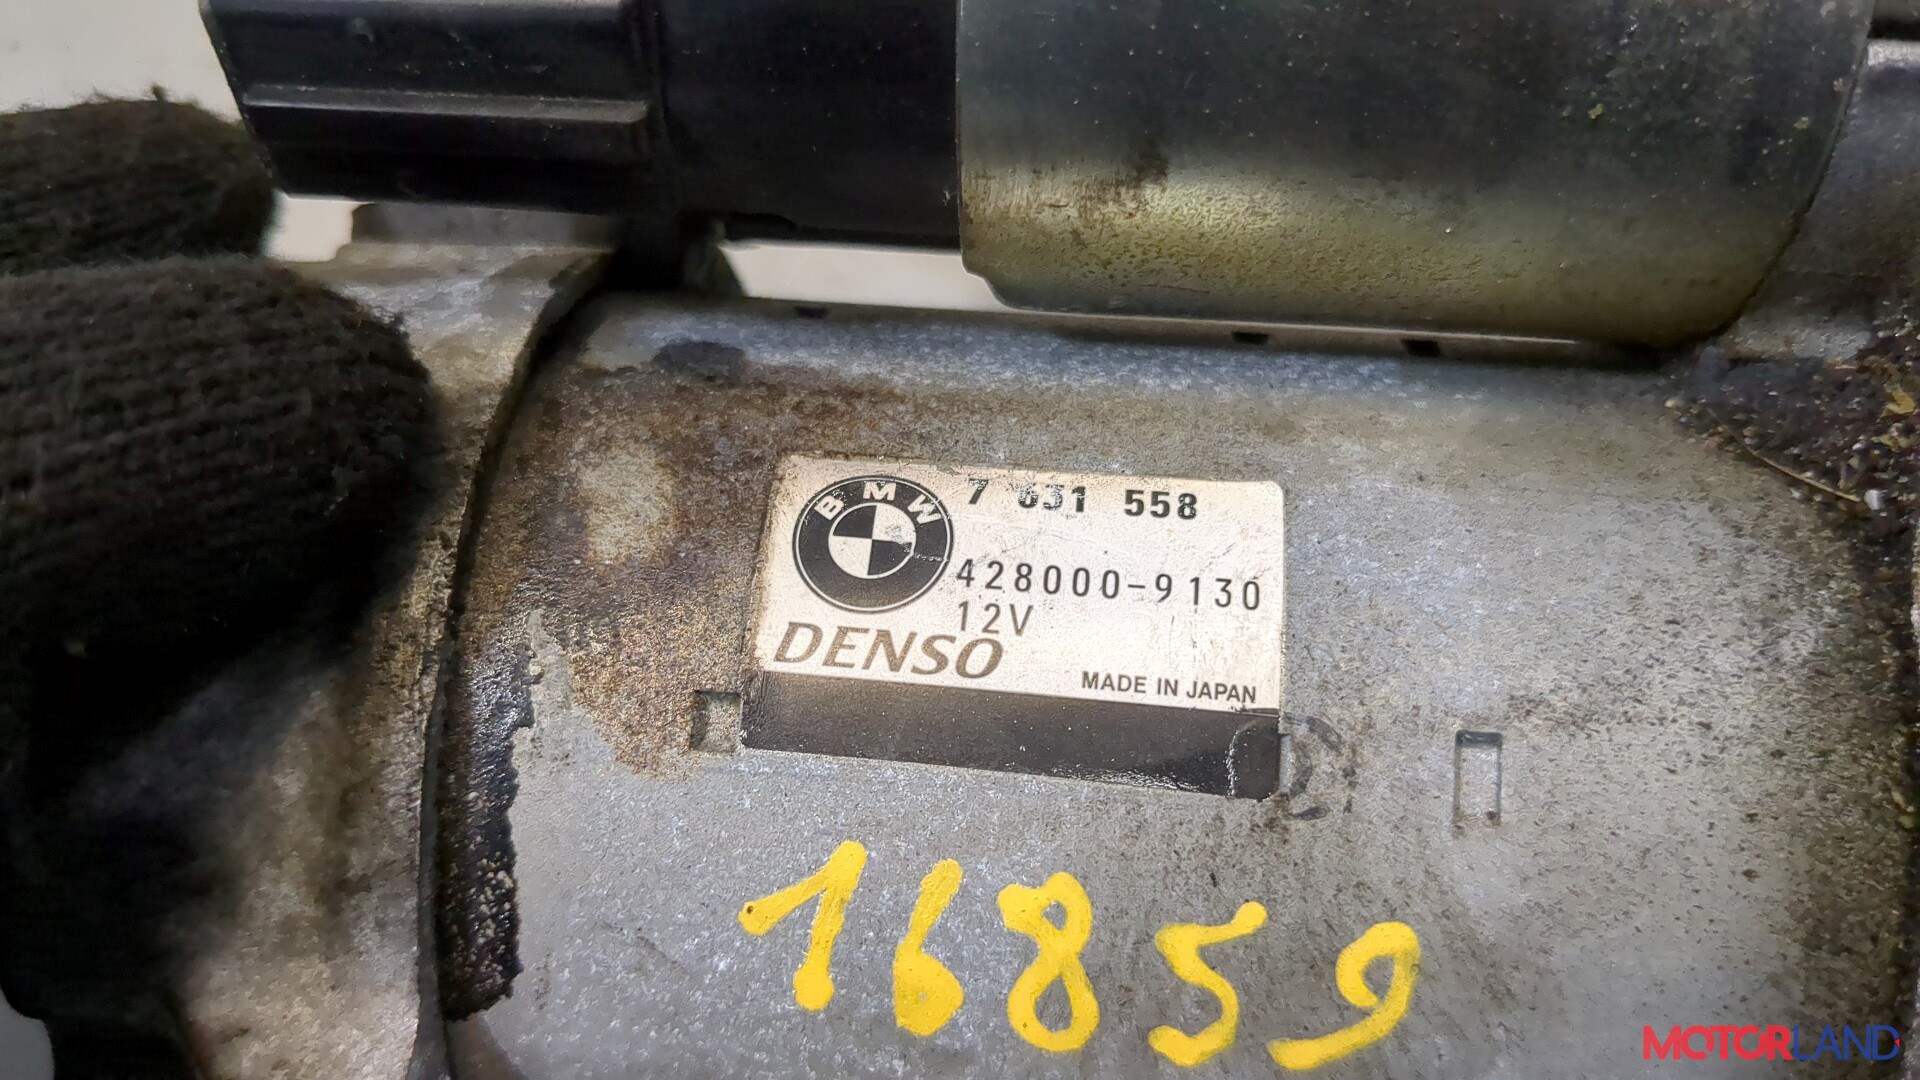 BMW
7 631 558
428000-9130
12V
DENSO
MADE IN JAPAN
16859
MOTORLAND